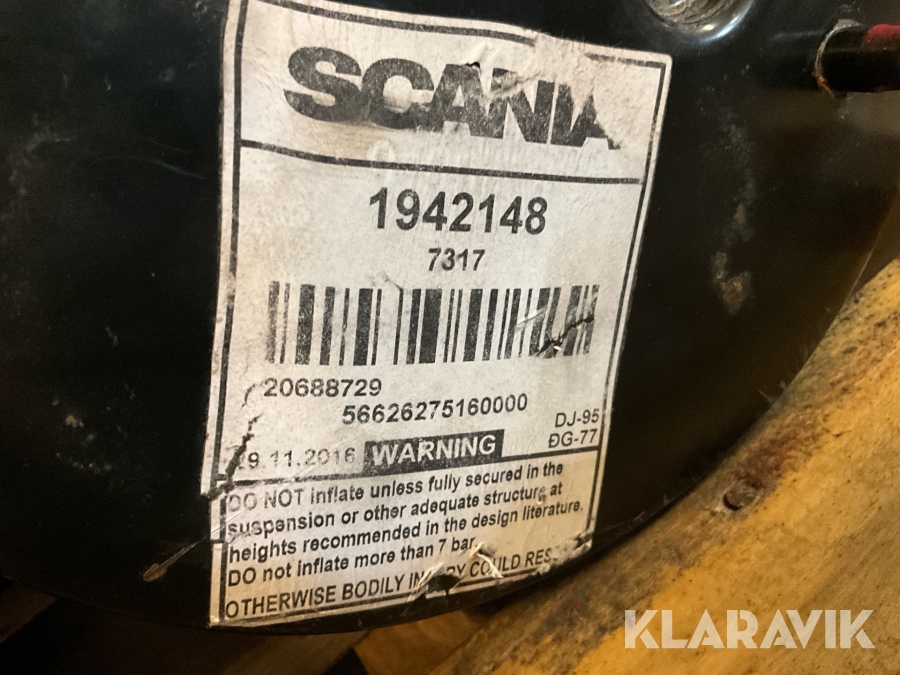 SCANIA
1942148
7317
20688729
56626275160000
DJ-95
9.11.2016 WARNING ĐG-77
DO NOT inflate unless fully secured in the
suspension or other adequate structure at
heights recommended in the design literature.
DO not inflate more than 7 bar.
OTHERWISE BODILY COULD
KLARAVIK